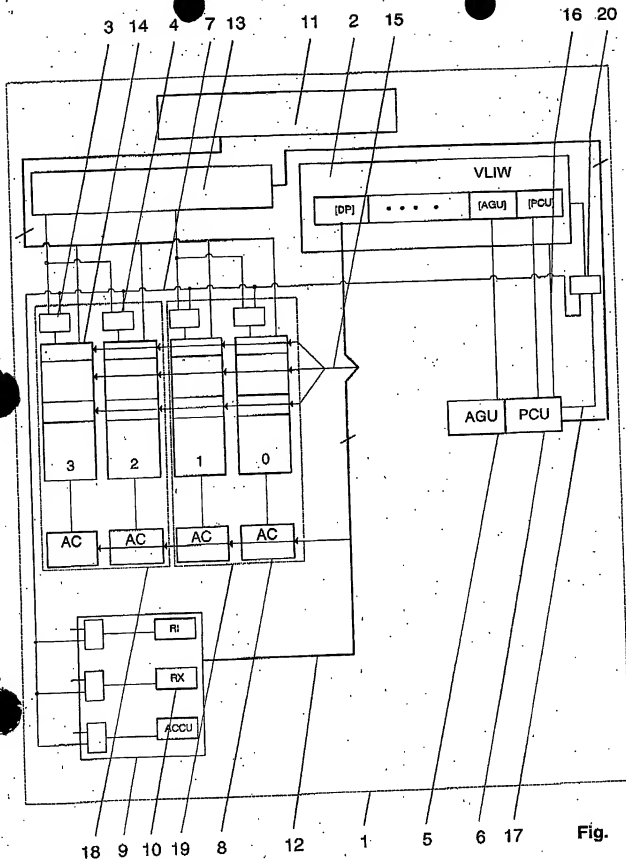 3 14 4 7 13 11 2 15 16 20
VLIW
[DP] • • • • [AGU] [PCU]
AGU PCU
3 2 1 0
AC AC AC AC
RI
RX
ACCU
Fig.
18 9 10 19 8 12 1 5 6 17